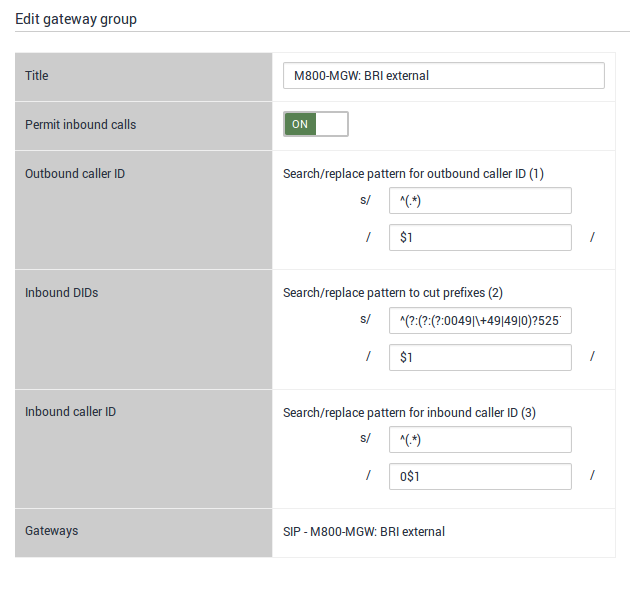 Edit gateway group
Title
M800-MGW: BRI external
Permit inbound calls
ON
Outbound caller ID
Search/replace pattern for outbound caller ID (1)
s/ ^(.*)
/ $1 /
Inbound DIDs
Search/replace pattern to cut prefixes (2)
s/ ^(?:(?:(?:0049|\+49|49|0)?525
/ $1 /
Inbound caller ID
Search/replace pattern for inbound caller ID (3)
s/ ^(.*)
/ 0$1 /
Gateways
SIP - M800-MGW: BRI external